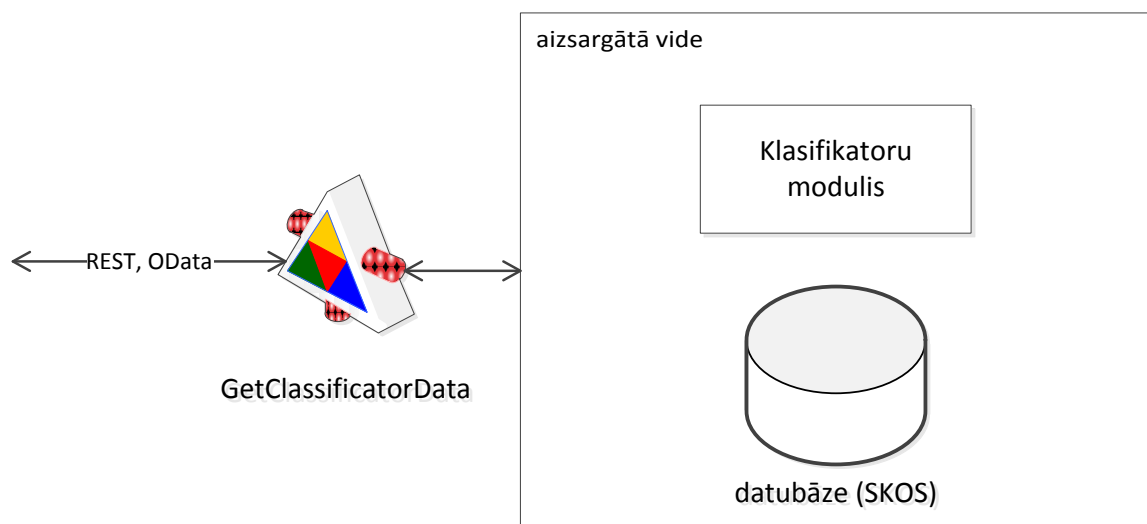 aizsargātā vide
Klasifikatoru
modulis
REST, OData
GetClassificatorData
datubāze (SKOS)